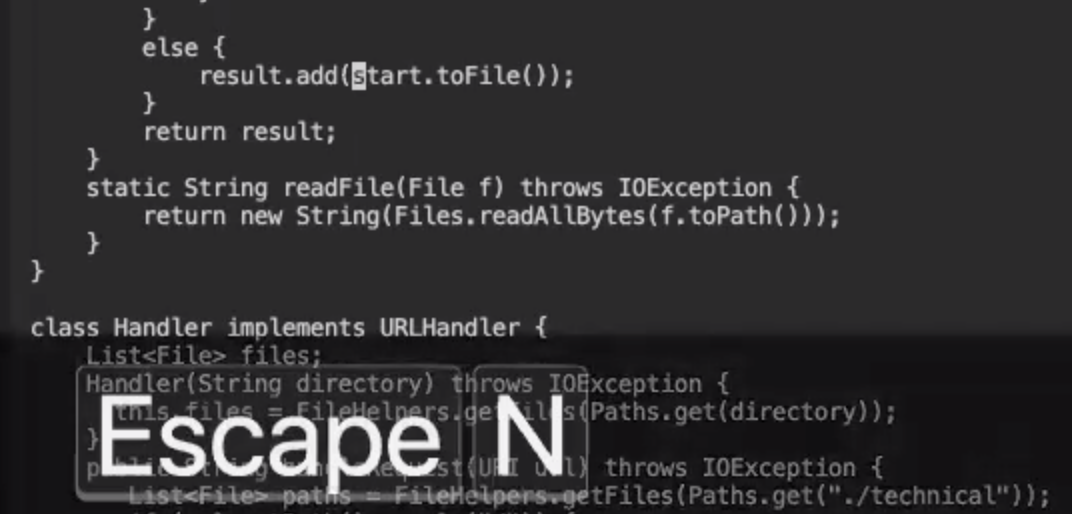 }
else {
result.add(start.toFile());
}
return result;
}
static String readFile(File f) throws IOException {
return new String(Files.readAllBytes(f.toPath()));
}
}
class Handler implements URLHandler {
List<File> files;
Handler(String directory) throws IOException {
this.files = FileHelpers.getFiles(Paths.get(directory));
}
Escape N
public String handleRequest(URI url) throws IOException {
List<File> paths = FileHelpers.getFiles(Paths.get("./technical"));